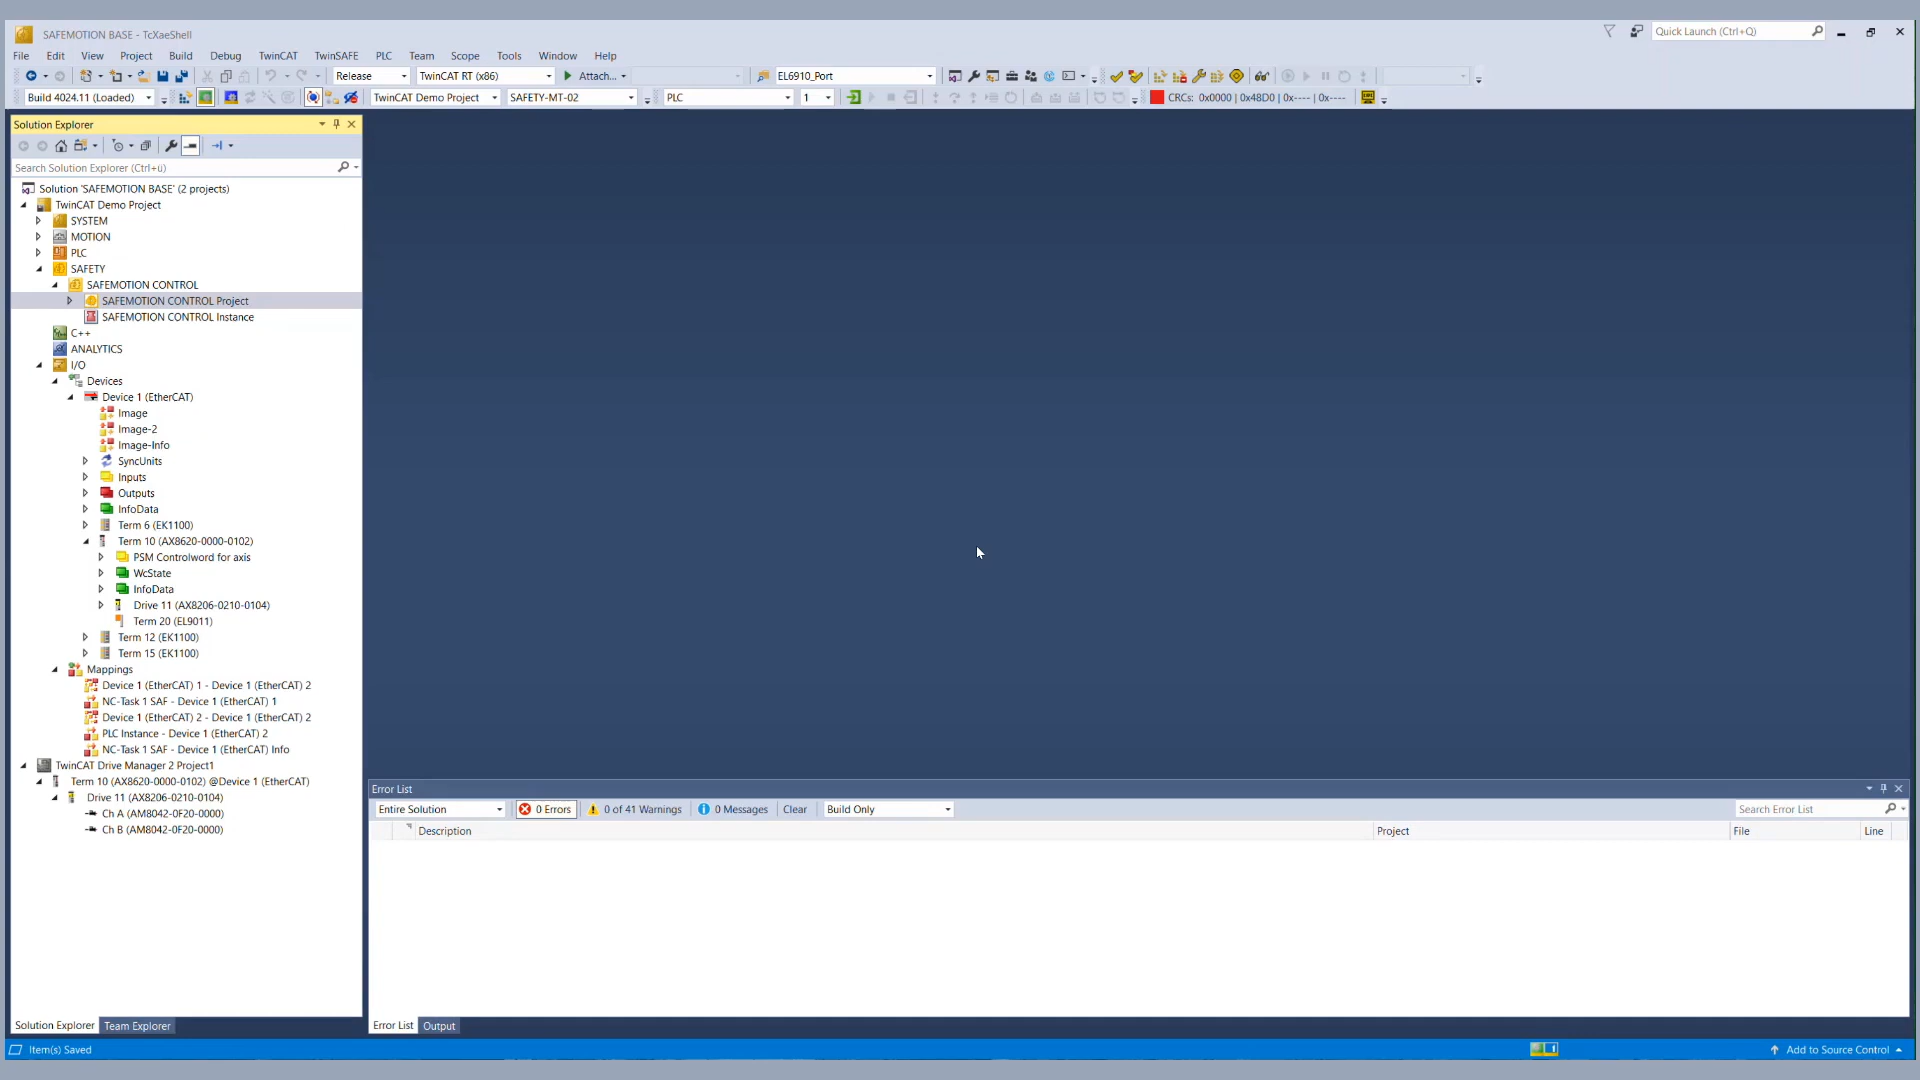 SAFEMOTION BASE - TcXaeShell
Quick Launch (Ctrl+Q)
File Edit View Project Build Debug TwinCAT TwinSAFE PLC Team Scope Tools Window Help
Release TwinCAT RT (x86) Attach... EL6910_Port
Build 4024.11 (Loaded) TwinCAT Demo Project SAFETY-MT-02 PLC 1 CRCs: 0x0000 | 0x48D0 | 0x---- | 0x----
Solution Explorer
Search Solution Explorer (Ctrl+ü)
Solution 'SAFEMOTION BASE' (2 projects)
TwinCAT Demo Project
SYSTEM
MOTION
PLC
SAFETY
SAFEMOTION CONTROL
SAFEMOTION CONTROL Project
SAFEMOTION CONTROL Instance
C++
ANALYTICS
I/O
Devices
Device 1 (EtherCAT)
Image
Image-2
Image-Info
SyncUnits
Inputs
Outputs
InfoData
Term 6 (EK1100)
Term 10 (AX8620-0000-0102)
PSM Controlword for axis
WcState
InfoData
Drive 11 (AX8206-0210-0104)
Term 20 (EL9011)
Term 12 (EK1100)
Term 15 (EK1100)
Mappings
Device 1 (EtherCAT) 1 - Device 1 (EtherCAT) 2
NC-Task 1 SAF - Device 1 (EtherCAT) 1
Device 1 (EtherCAT) 2 - Device 1 (EtherCAT) 2
PLC Instance - Device 1 (EtherCAT) 2
NC-Task 1 SAF - Device 1 (EtherCAT) Info
TwinCAT Drive Manager 2 Project1
Term 10 (AX8620-0000-0102) @Device 1 (EtherCAT)
Drive 11 (AX8206-0210-0104)
Ch A (AM8042-0F20-0000)
Ch B (AM8042-0F20-0000)
Error List
Entire Solution 0 Errors 0 of 41 Warnings 0 Messages Clear Build Only Search Error List
Description Project File Line
Solution Explorer Team Explorer Error List Output
Item(s) Saved 1 Add to Source Control